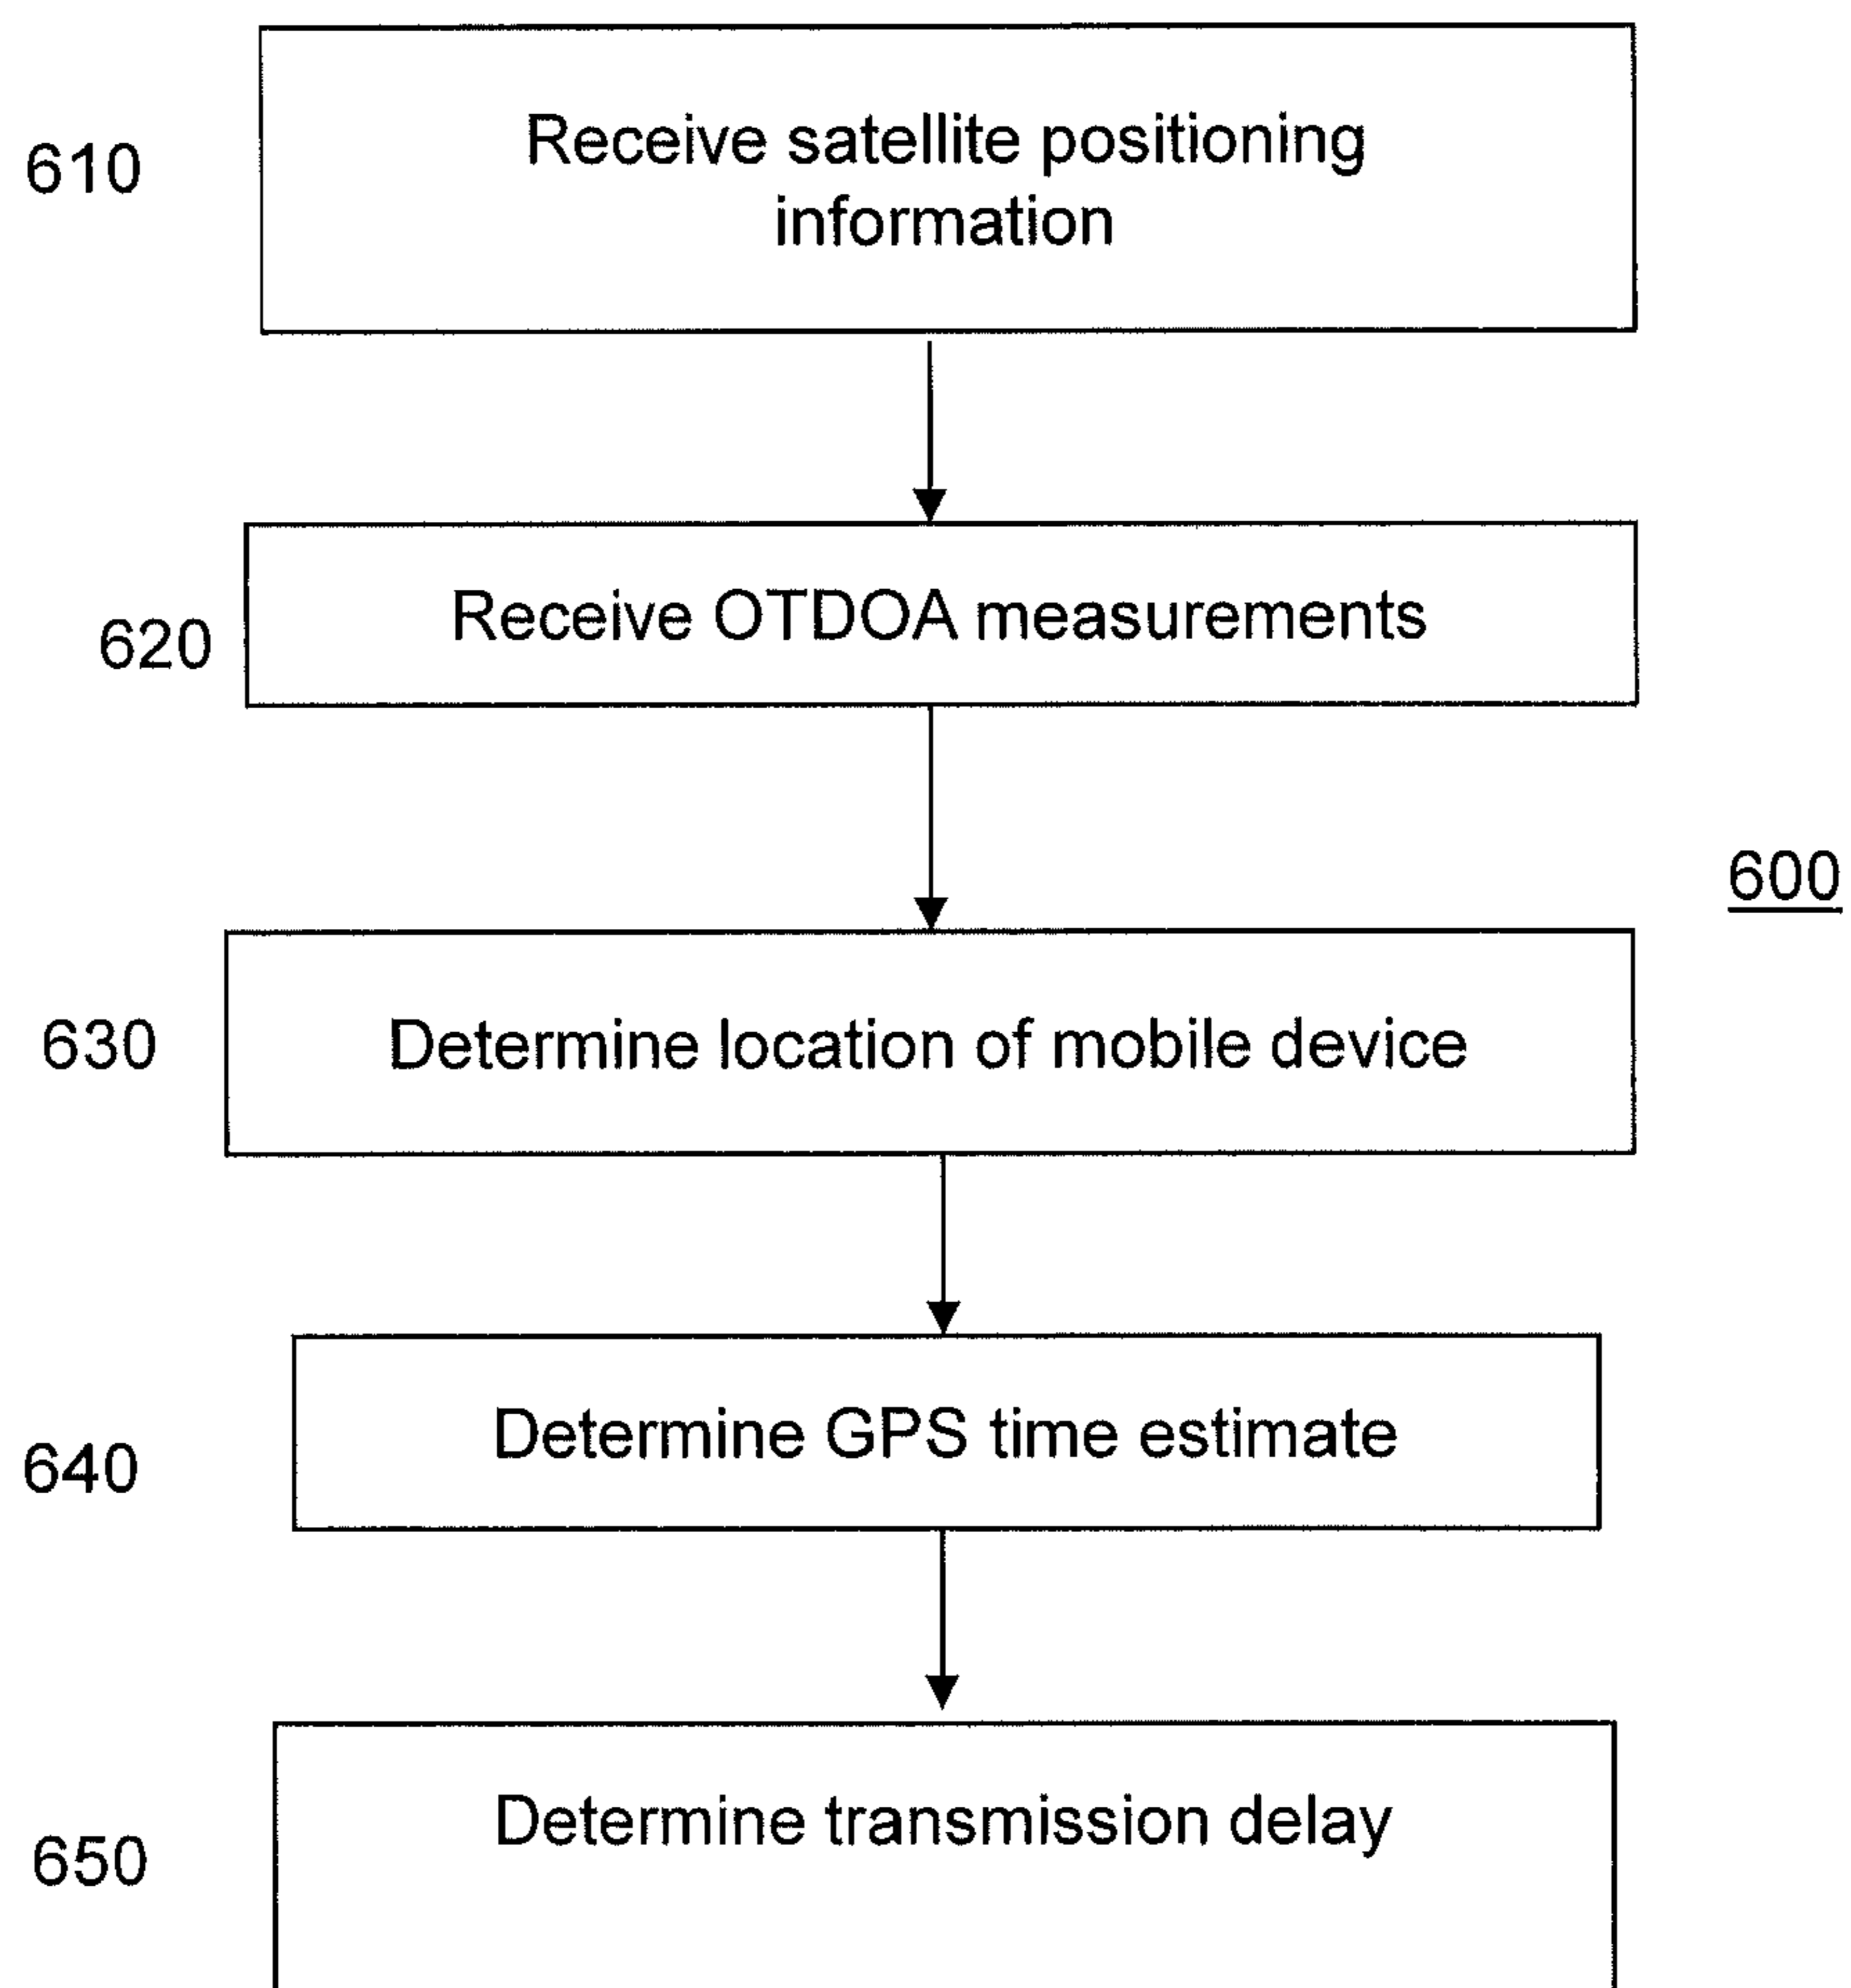 610
Receive satellite positioning
information
620
Receive OTDOA measurements
600
630
Determine location of mobile device
640
Determine GPS time estimate
650
Determine transmission delay